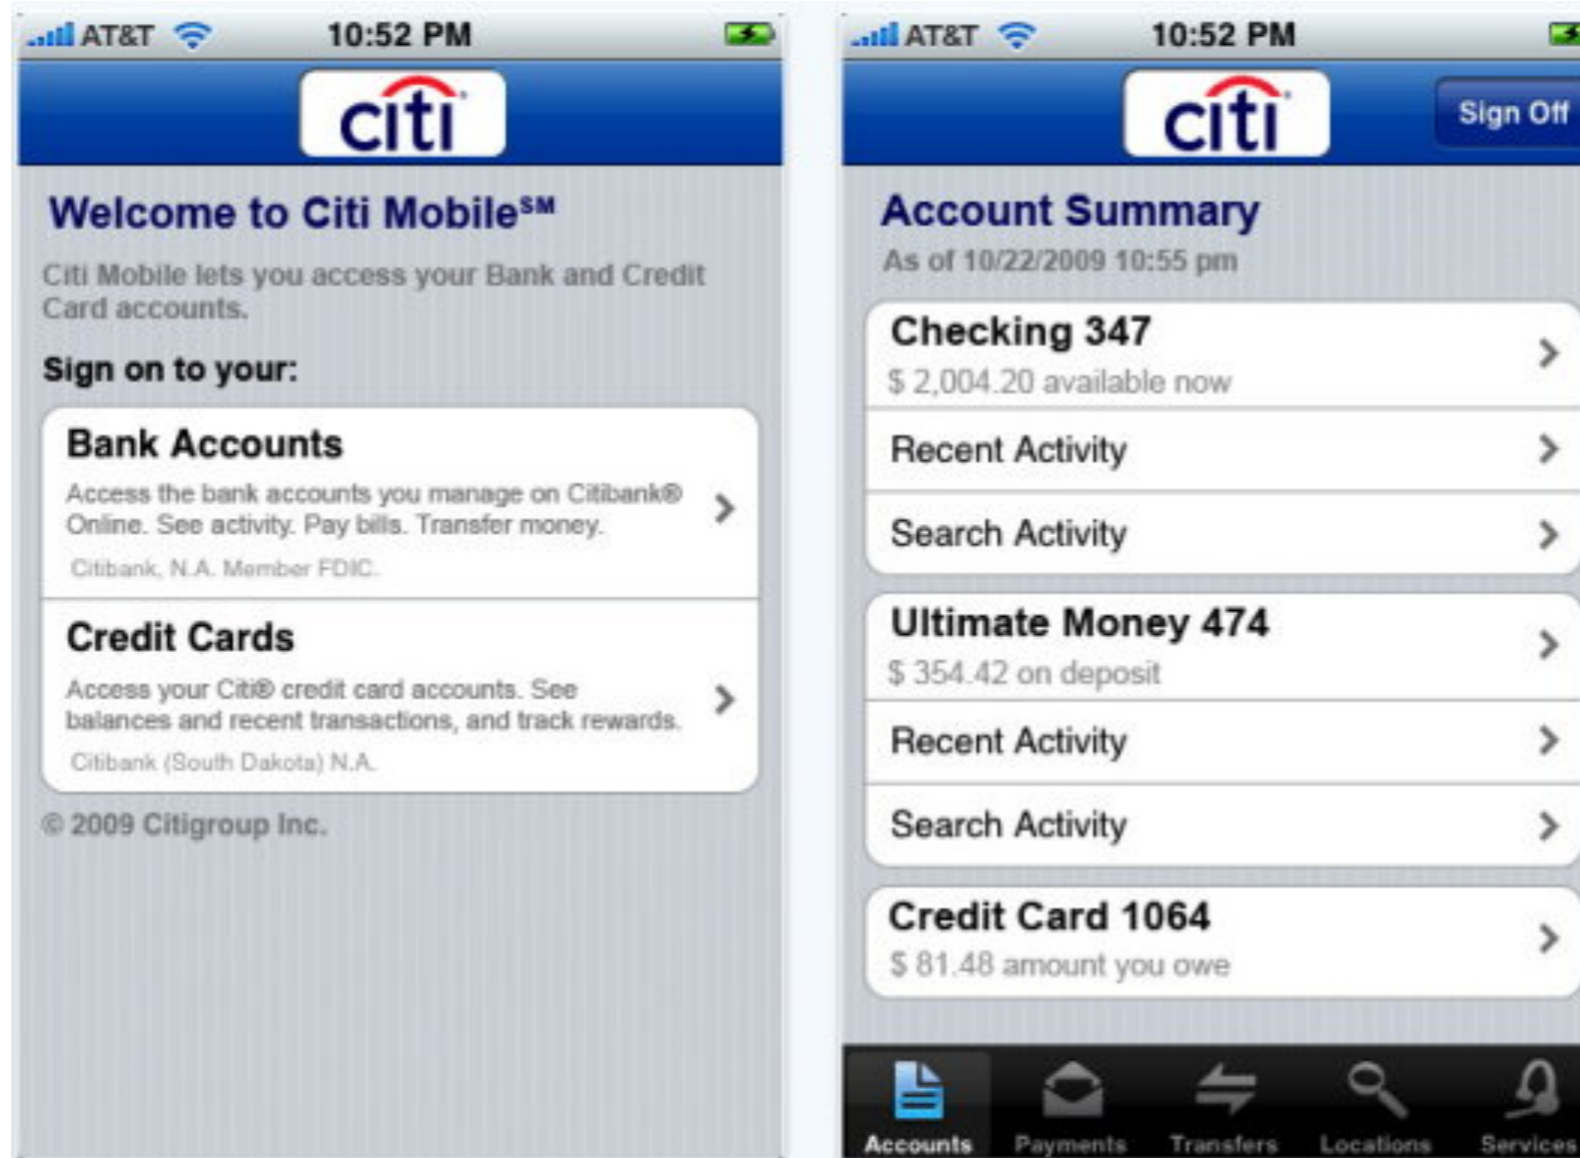 AT&T 10:52 PM
citi
Welcome to Citi Mobile℠
Citi Mobile lets you access your Bank and Credit
Card accounts.
Sign on to your:
Bank Accounts
Access the bank accounts you manage on Citibank®
Online. See activity. Pay bills. Transfer money.
Citibank, N.A. Member FDIC.
Credit Cards
Access your Citi® credit card accounts. See
balances and recent transactions, and track rewards.
Citibank (South Dakota) N.A.
© 2009 Citigroup Inc.
AT&T 10:52 PM
citi
Sign Off
Account Summary
As of 10/22/2009 10:55 pm
Checking 347
$ 2,004.20 available now
Recent Activity
Search Activity
Ultimate Money 474
$ 354.42 on deposit
Recent Activity
Search Activity
Credit Card 1064
$ 81.48 amount you owe
Accounts Payments Transfers Locations Services